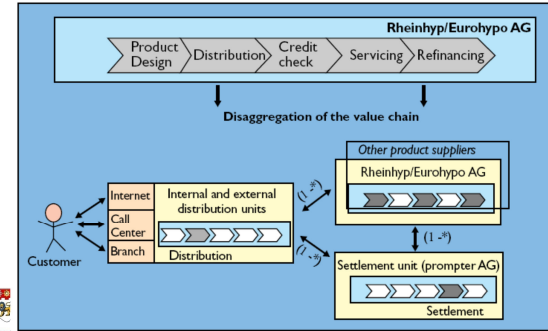 Rheinhyp/Eurohypo AG
Product Design
Distribution
Credit check
Servicing
Refinancing
Disaggregation of the value chain
Other product suppliers
Rheinhyp/Eurohypo AG
Internet
Call Center
Branch
Customer
Internal and external
distribution units
Distribution
(1 -*)
(1 -*)
(1 -*)
Settlement unit (prompter AG)
Settlement